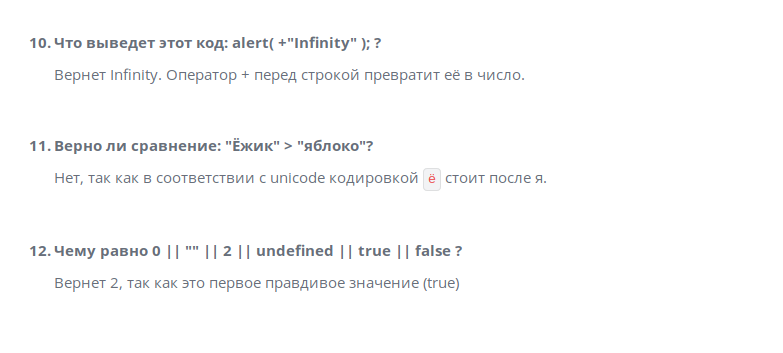 10. Что выведет этот код: alert( +"Infinity" ); ?
Вернет Infinity. Оператор + перед строкой превратит её в число.
11. Верно ли сравнение: "Ёжик" > "яблоко"?
Нет, так как в соответствии с unicode кодировкой ё стоит после я.
12. Чему равно 0 || "" || 2 || undefined || true || false ?
Вернет 2, так как это первое правдивое значение (true)